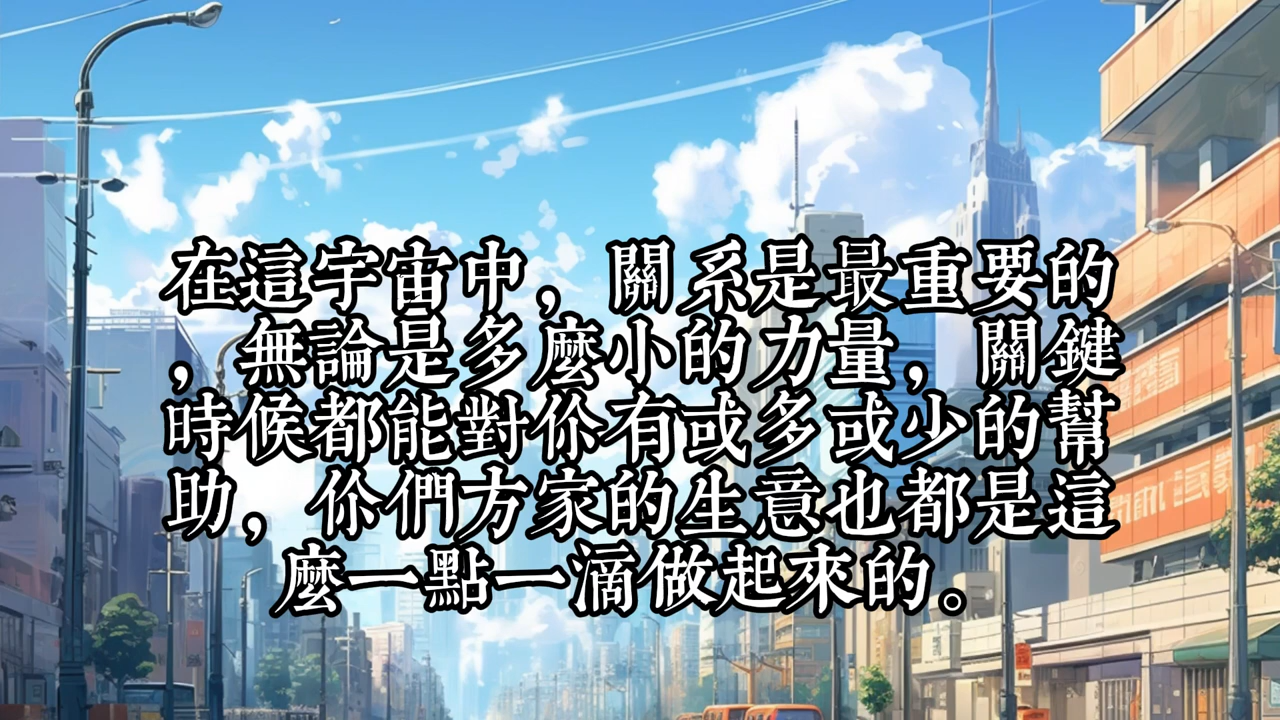 在這宇宙中，關系是最重要的
，無論是多麼小的力量，關鍵
時候都能對你有或多或少的幫
助，你們方家的生意也都是這
麼一點一滴做起來的。